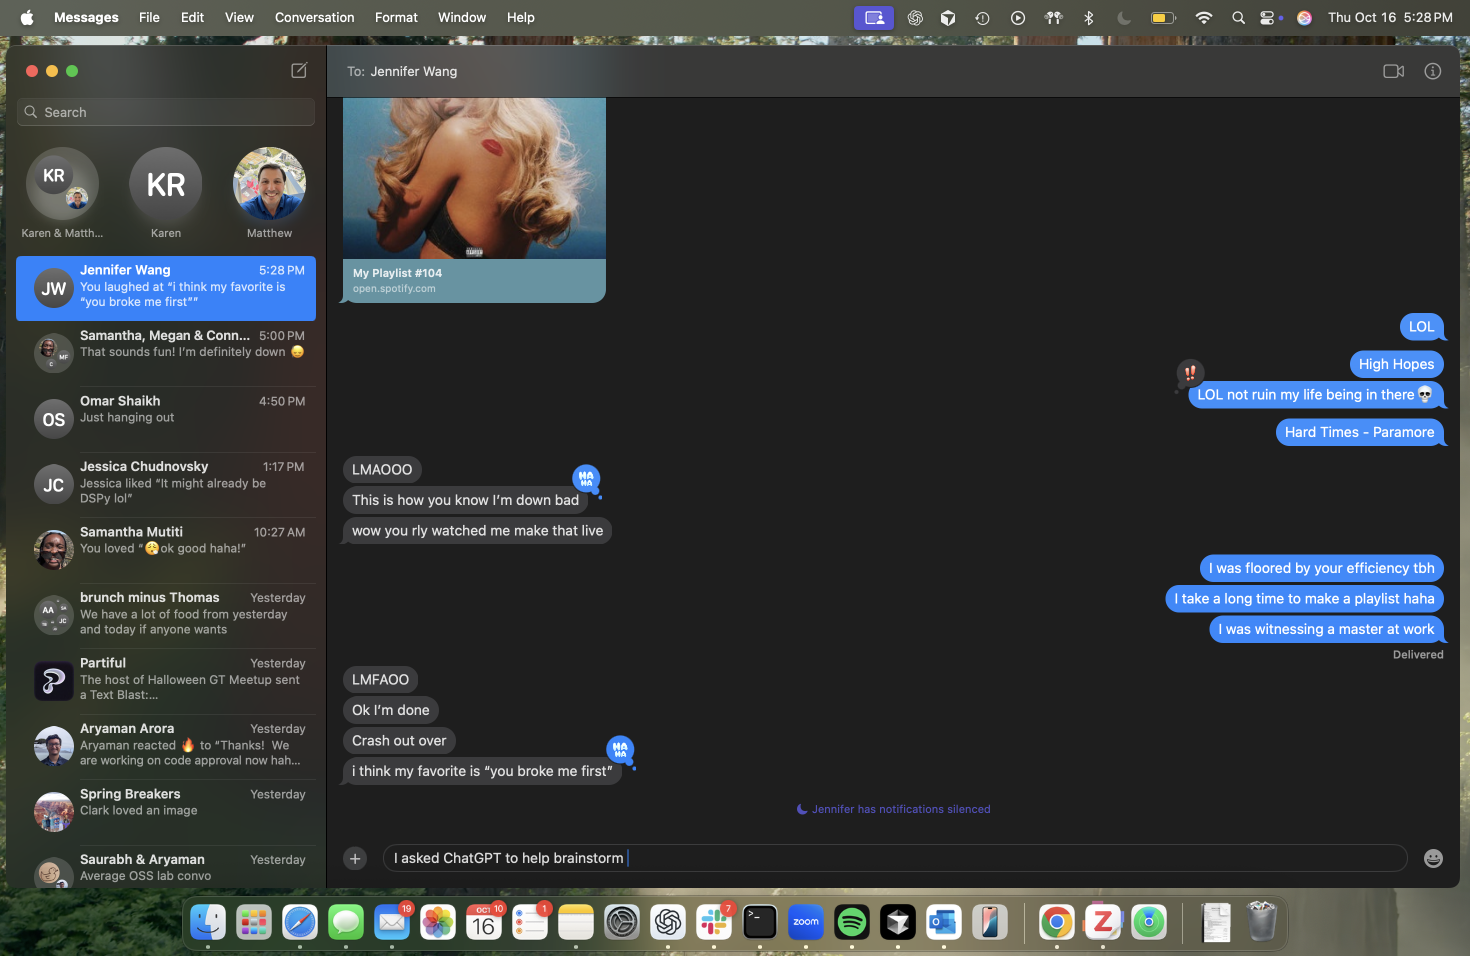 Messages File Edit View Conversation Format Window Help
Thu Oct 16 5:28 PM
Search
KR
KR
Karen & Matth...
Karen
Matthew
JW
Jennifer Wang 5:28 PM
You laughed at “i think my favorite is
“you broke me first””
MF
C
Samantha, Megan & Conn... 5:00 PM
That sounds fun! I’m definitely down 😞
OS
Omar Shaikh 4:50 PM
Just hanging out
JC
Jessica Chudnovsky 1:17 PM
Jessica liked “It might already be
DSPy lol”
Samantha Mutiti 10:27 AM
You loved “😮‍💨ok good haha!”
AA
JC
brunch minus Thomas Yesterday
We have a lot of food from yesterday
and today if anyone wants
Partiful Yesterday
The host of Halloween GT Meetup sent
a Text Blast:...
Aryaman Arora Yesterday
Aryaman reacted 🔥 to “Thanks! We
are working on code approval now hah...
Spring Breakers Yesterday
Clark loved an image
Saurabh & Aryaman Yesterday
Average OSS lab convo
To: Jennifer Wang
My Playlist #104
open.spotify.com
LOL
High Hopes
‼
LOL not ruin my life being in there💀
Hard Times - Paramore
LMAOOO
HA HA
This is how you know I’m down bad
wow you rly watched me make that live
I was floored by your efficiency tbh
I take a long time to make a playlist haha
I was witnessing a master at work
Delivered
LMFAOO
Ok I’m done
Crash out over
HA HA
i think my favorite is “you broke me first”
Jennifer has notifications silenced
I asked ChatGPT to help brainstorm
19
OCT 10
16
1
7
zoom